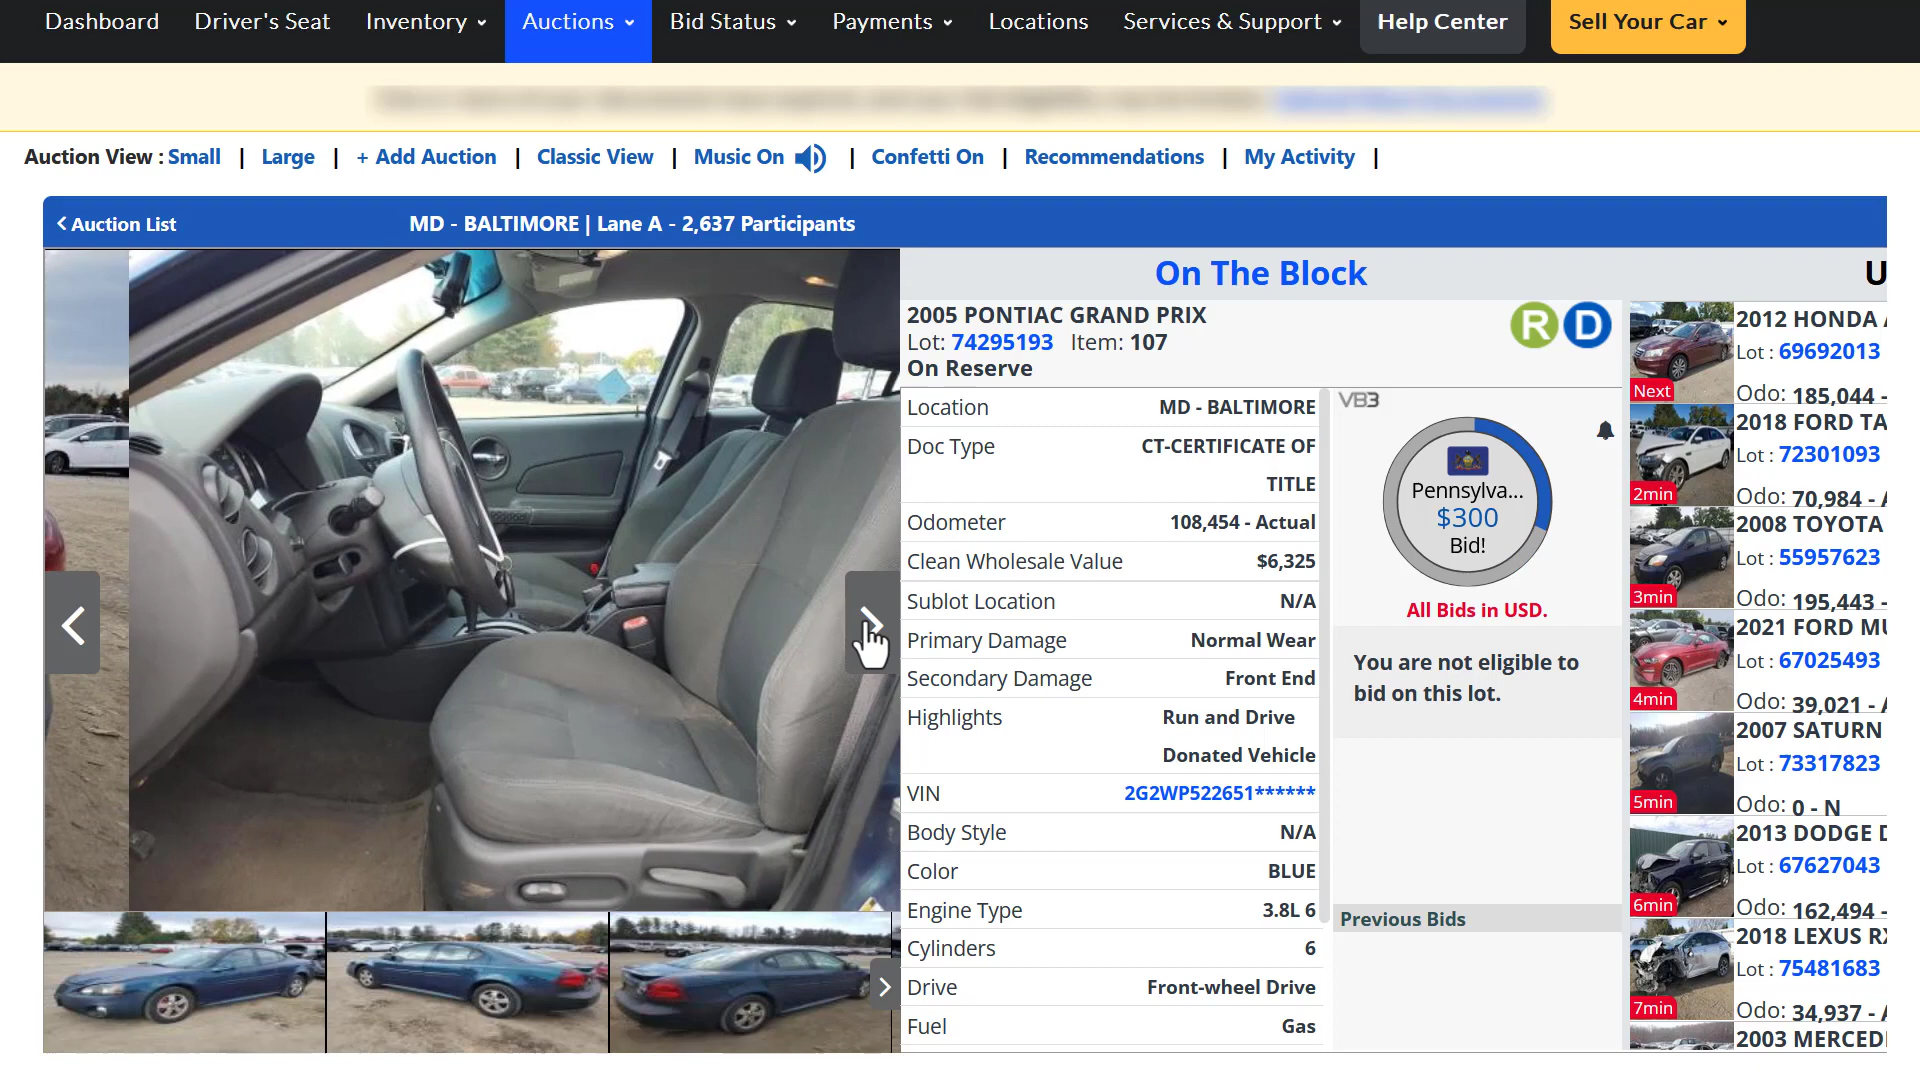 Dashboard
Driver's Seat
Inventory
Auctions
Bid Status
Payments
Locations
Services & Support
Help Center
Sell Your Car
Auction View : Small | Large | + Add Auction | Classic View | Music On | Confetti On | Recommendations | My Activity |
Auction List
MD - BALTIMORE | Lane A - 2,637 Participants
On The Block
2005 PONTIAC GRAND PRIX
Lot: 74295193 Item: 107
On Reserve
R D
Location MD - BALTIMORE
Doc Type CT-CERTIFICATE OF
TITLE
Odometer 108,454 - Actual
Clean Wholesale Value $6,325
Sublot Location N/A
Primary Damage Normal Wear
Secondary Damage Front End
Highlights Run and Drive
Donated Vehicle
VIN 2G2WP522651******
Body Style N/A
Color BLUE
Engine Type 3.8L 6
Cylinders 6
Drive Front-wheel Drive
Fuel Gas
VB3
Pennsylva...
$300
Bid!
All Bids in USD.
You are not eligible to
bid on this lot.
Previous Bids
U
2012 HONDA
Lot : 69692013
Next
Odo: 185,044 -
2018 FORD TA
Lot : 72301093
2min
Odo: 70,984 - A
2008 TOYOTA
Lot : 55957623
3min
Odo: 195,443 -
2021 FORD MU
Lot : 67025493
4min
Odo: 39,021 - A
2007 SATURN
Lot : 73317823
5min
Odo: 0 - N
2013 DODGE D
Lot : 67627043
6min
Odo: 162,494 -
2018 LEXUS RX
Lot : 75481683
7min
Odo: 34,937 - A
2003 MERCED